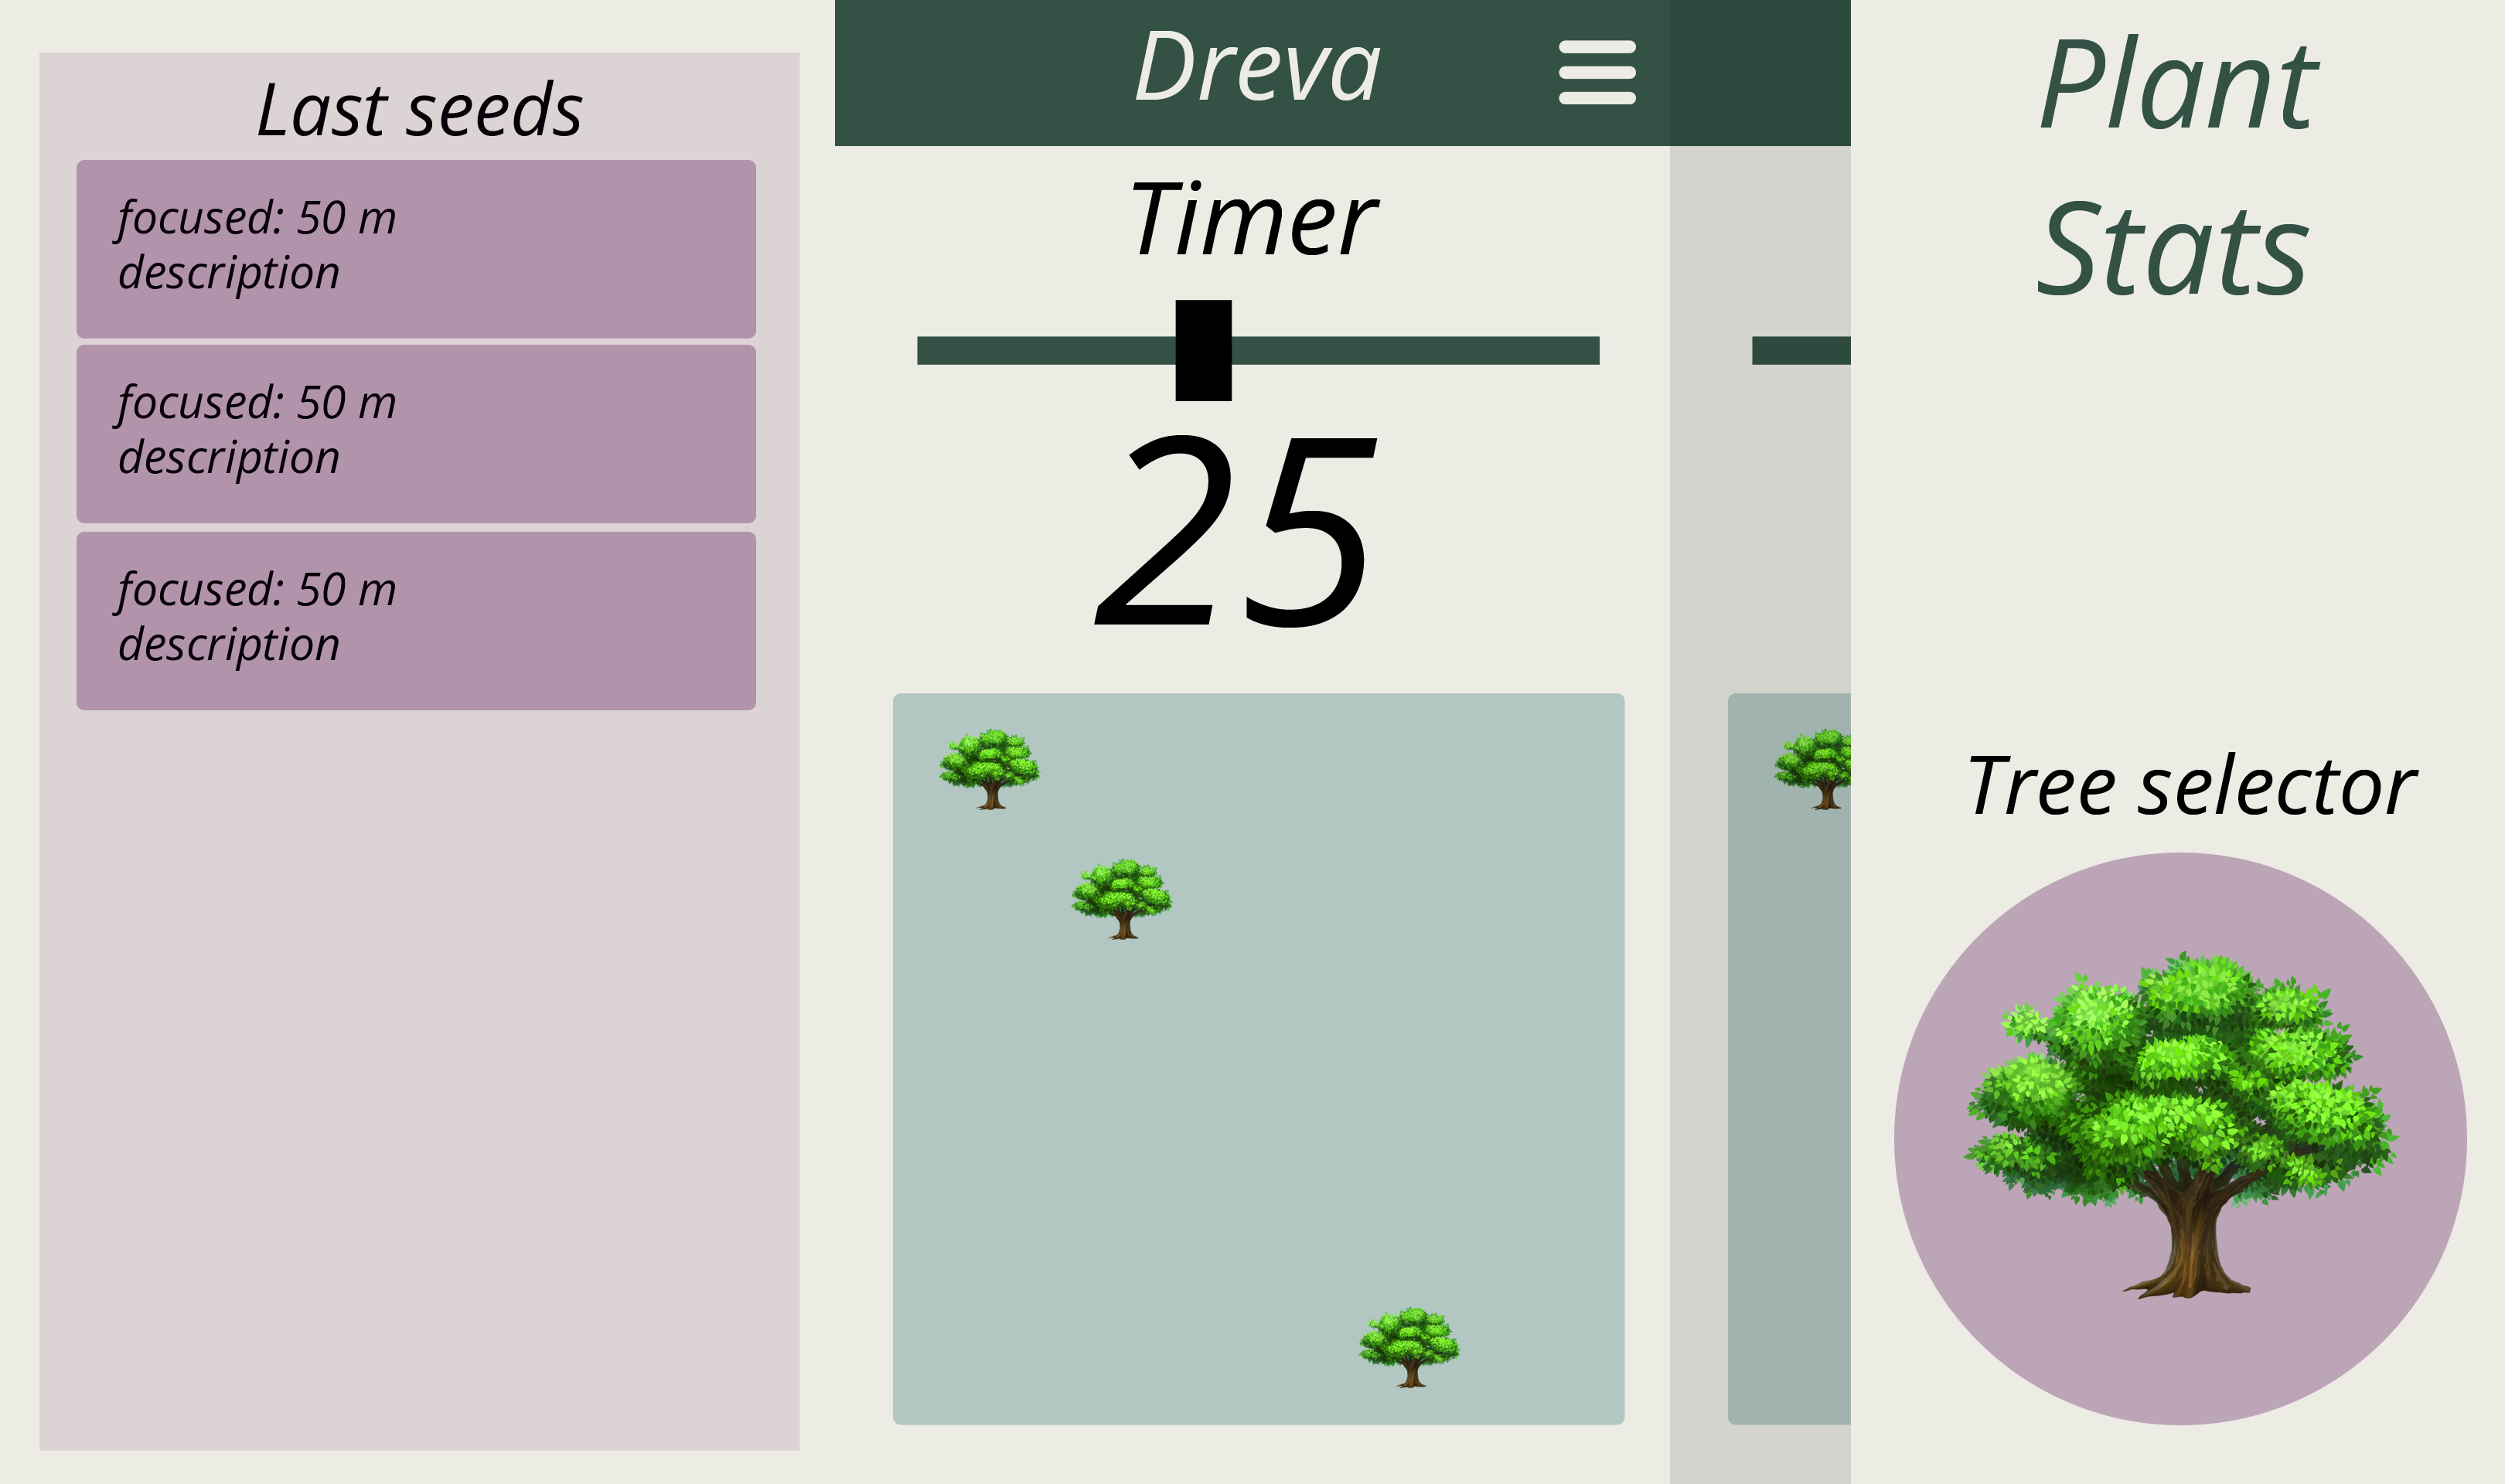 Last seeds
focused: 50 m
description
focused: 50 m
description
focused: 50 m
description
Dreva
Timer
25
Plant
Stats
Tree selector